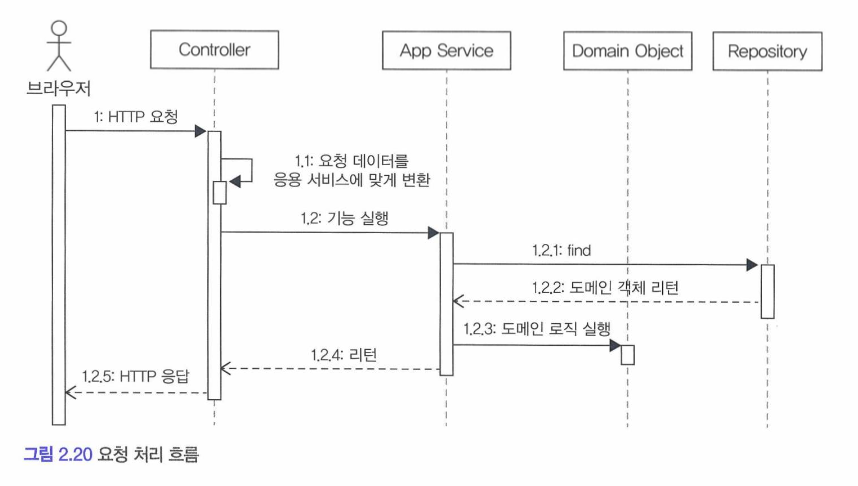 Controller
App Service
Domain Object
Repository
브라우저
1: HTTP 요청
1.1: 요청 데이터를
응용 서비스에 맞게 변환
1.2: 기능 실행
1.2.1: find
1.2.2: 도메인 객체 리턴
1.2.3: 도메인 로직 실행
1.2.4: 리턴
1.2.5: HTTP 응답
그림 2.20 요청 처리 흐름